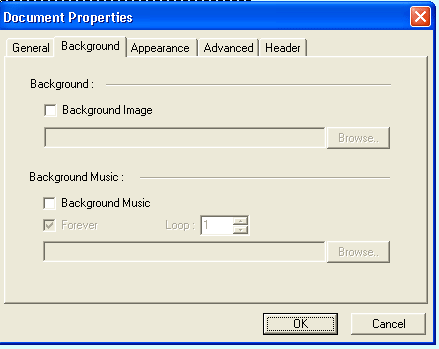 Document Properties
General Background Appearance Advanced Header
Background :
Background Image
Browse..
Background Music :
Background Music
Forever Loop : 1
Browse..
OK Cancel